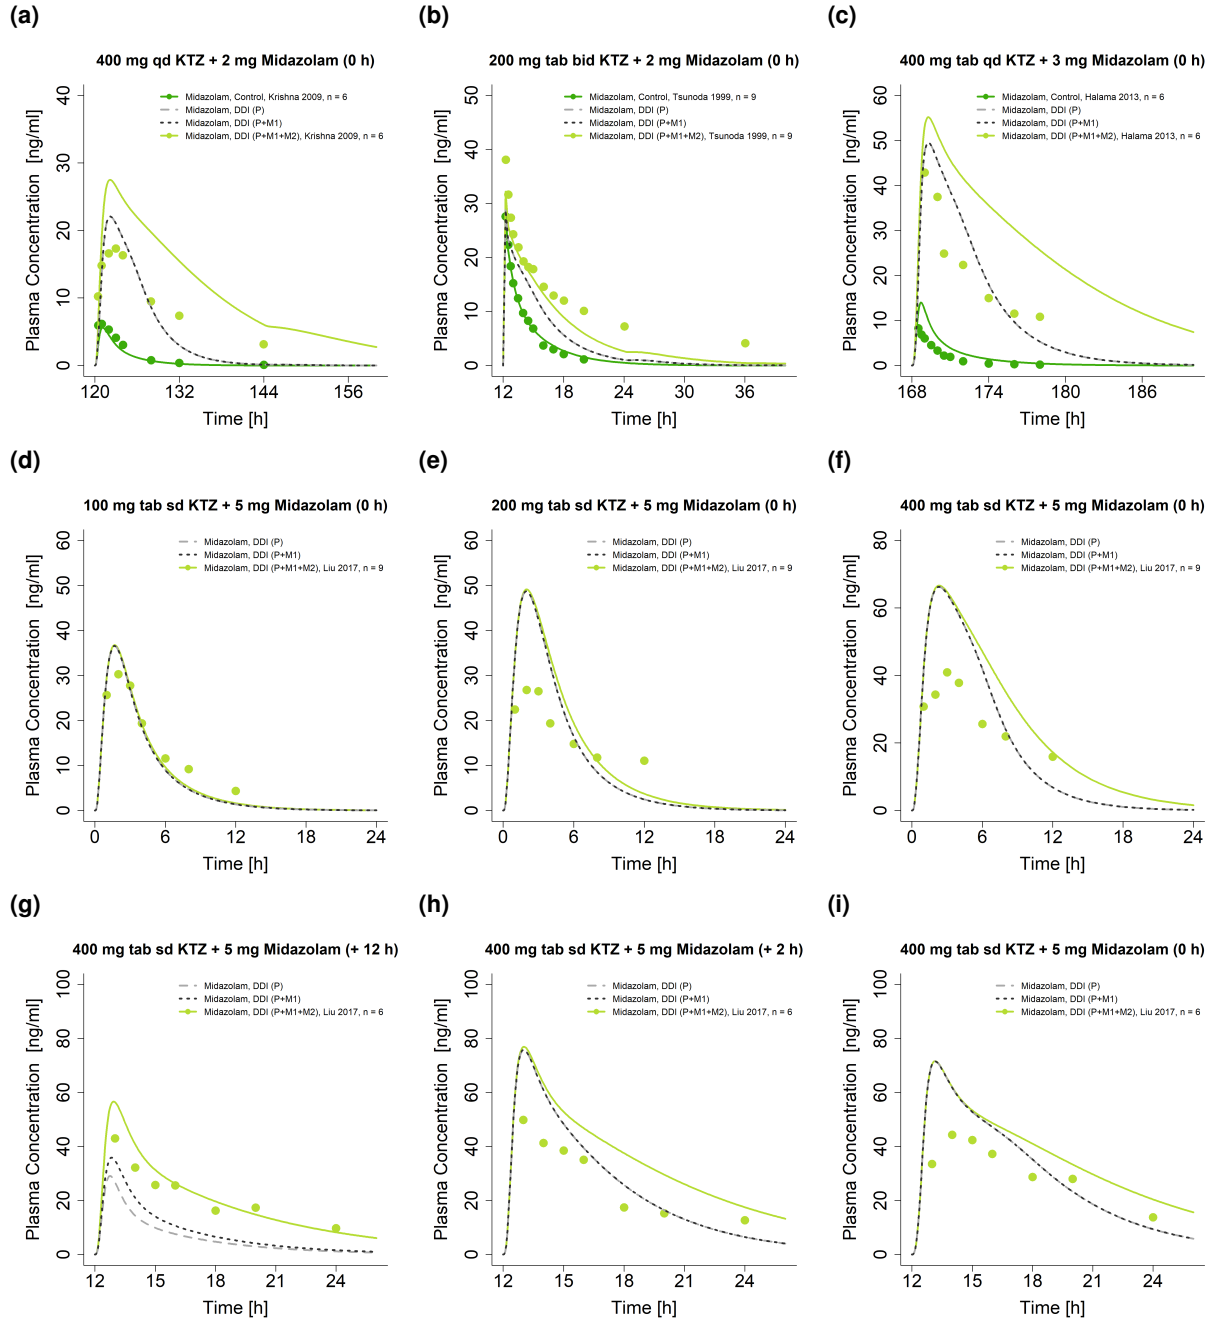 (a)
400 mg qd KTZ + 2 mg Midazolam (0 h)
Midazolam, Control, Krishna 2009, n = 6
Midazolam, DDI (P)
Midazolam, DDI (P+M1)
Midazolam, DDI (P+M1+M2), Krishna 2009, n = 6
Plasma Concentration [ng/ml]
40
30
20
10
0
120 132 144 156
Time [h]
(b)
200 mg tab bid KTZ + 2 mg Midazolam (0 h)
Midazolam, Control, Tsunoda 1999, n = 9
Midazolam, DDI (P)
Midazolam, DDI (P+M1)
Midazolam, DDI (P+M1+M2), Tsunoda 1999, n = 9
Plasma Concentration [ng/ml]
50
40
30
20
10
0
12 18 24 30 36
Time [h]
(c)
400 mg tab qd KTZ + 3 mg Midazolam (0 h)
Midazolam, Control, Halama 2013, n = 6
Midazolam, DDI (P)
Midazolam, DDI (P+M1)
Midazolam, DDI (P+M1+M2), Halama 2013, n = 6
Plasma Concentration [ng/ml]
60
50
40
30
20
10
0
168 174 180 186
Time [h]
(d)
100 mg tab sd KTZ + 5 mg Midazolam (0 h)
Midazolam, DDI (P)
Midazolam, DDI (P+M1)
Midazolam, DDI (P+M1+M2), Liu 2017, n = 9
Plasma Concentration [ng/ml]
60
50
40
30
20
10
0
0 6 12 18 24
Time [h]
(e)
200 mg tab sd KTZ + 5 mg Midazolam (0 h)
Midazolam, DDI (P)
Midazolam, DDI (P+M1)
Midazolam, DDI (P+M1+M2), Liu 2017, n = 9
Plasma Concentration [ng/ml]
60
50
40
30
20
10
0
0 6 12 18 24
Time [h]
(f)
400 mg tab sd KTZ + 5 mg Midazolam (0 h)
Midazolam, DDI (P)
Midazolam, DDI (P+M1)
Midazolam, DDI (P+M1+M2), Liu 2017, n = 9
Plasma Concentration [ng/ml]
80
60
40
20
0
0 6 12 18 24
Time [h]
(g)
400 mg tab sd KTZ + 5 mg Midazolam (+ 12 h)
Midazolam, DDI (P)
Midazolam, DDI (P+M1)
Midazolam, DDI (P+M1+M2), Liu 2017, n = 6
Plasma Concentration [ng/ml]
100
80
60
40
20
0
12 15 18 21 24
Time [h]
(h)
400 mg tab sd KTZ + 5 mg Midazolam (+ 2 h)
Midazolam, DDI (P)
Midazolam, DDI (P+M1)
Midazolam, DDI (P+M1+M2), Liu 2017, n = 6
Plasma Concentration [ng/ml]
100
80
60
40
20
0
12 15 18 21 24
Time [h]
(i)
400 mg tab sd KTZ + 5 mg Midazolam (0 h)
Midazolam, DDI (P)
Midazolam, DDI (P+M1)
Midazolam, DDI (P+M1+M2), Liu 2017, n = 6
Plasma Concentration [ng/ml]
100
80
60
40
20
0
12 15 18 21 24
Time [h]